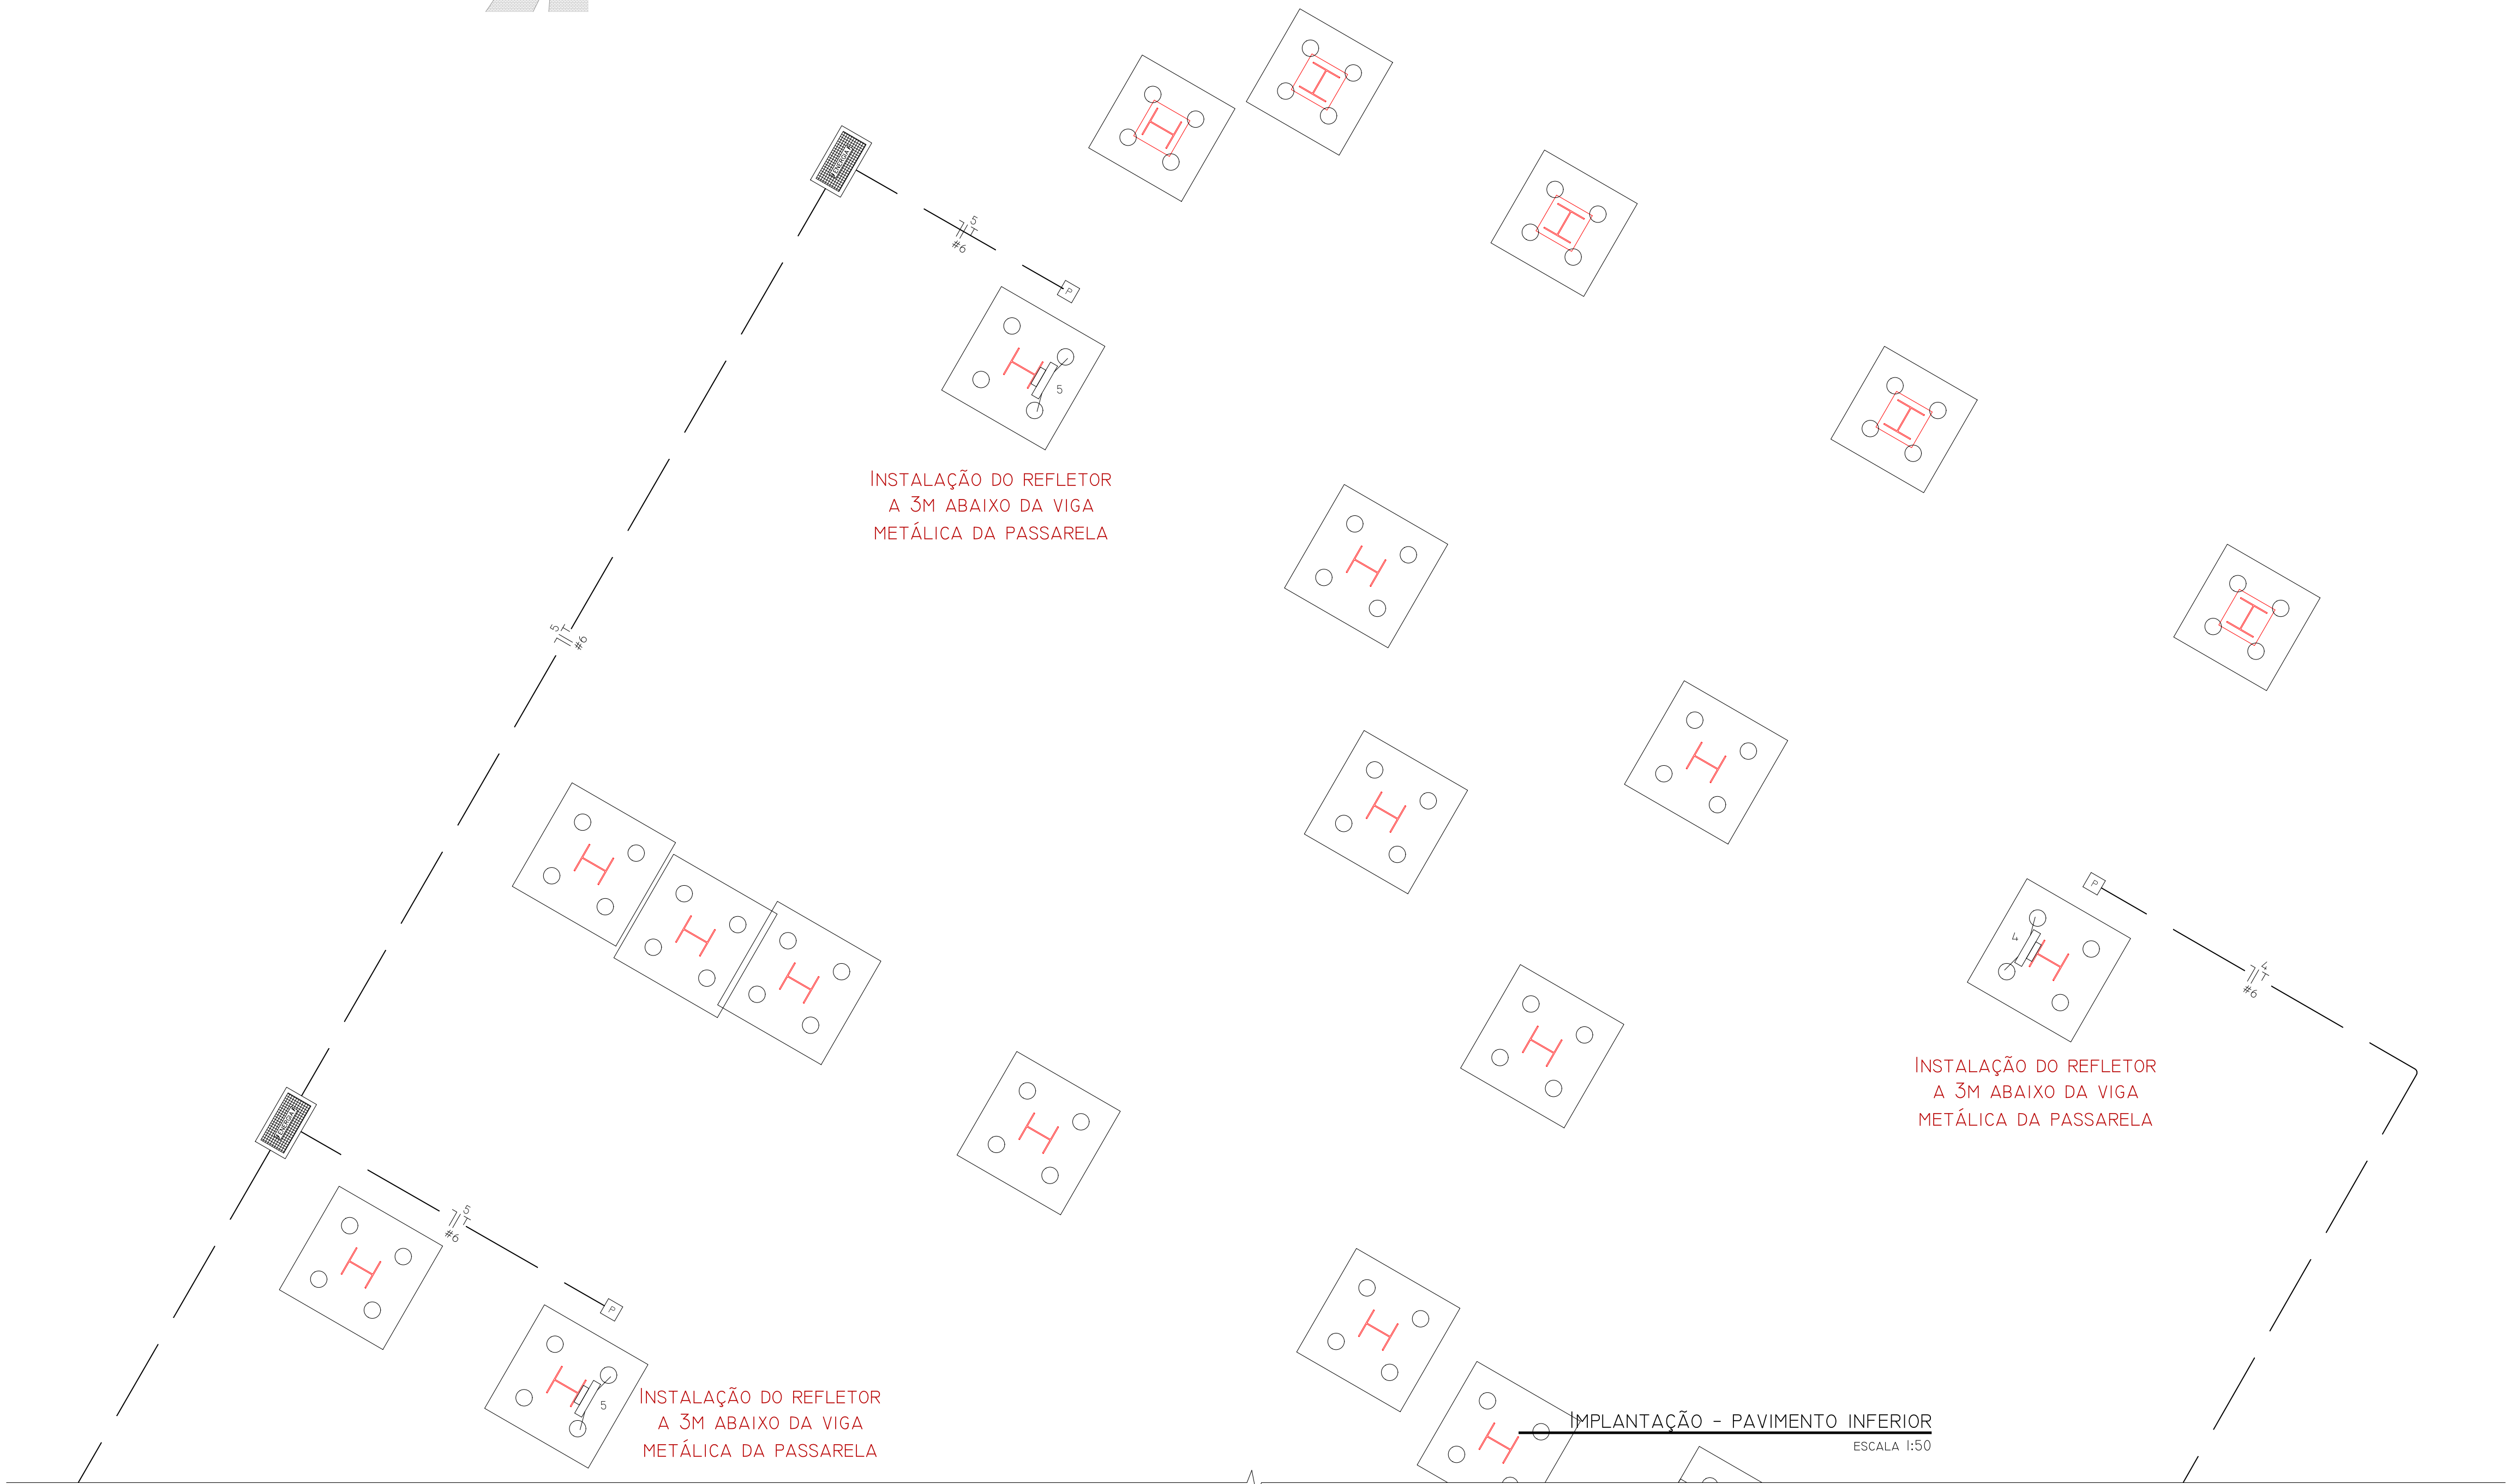 ENERGIA
5
T
#6
P
5
INSTALAÇÃO DO REFLETOR
A 3M ABAIXO DA VIGA
METÁLICA DA PASSARELA
5
T
#6
P
4
4
T
#6
INSTALAÇÃO DO REFLETOR
A 3M ABAIXO DA VIGA
METÁLICA DA PASSARELA
ENERGIA
5
T
#6
P
5
INSTALAÇÃO DO REFLETOR
A 3M ABAIXO DA VIGA
METÁLICA DA PASSARELA
IMPLANTAÇÃO - PAVIMENTO INFERIOR
ESCALA 1:50